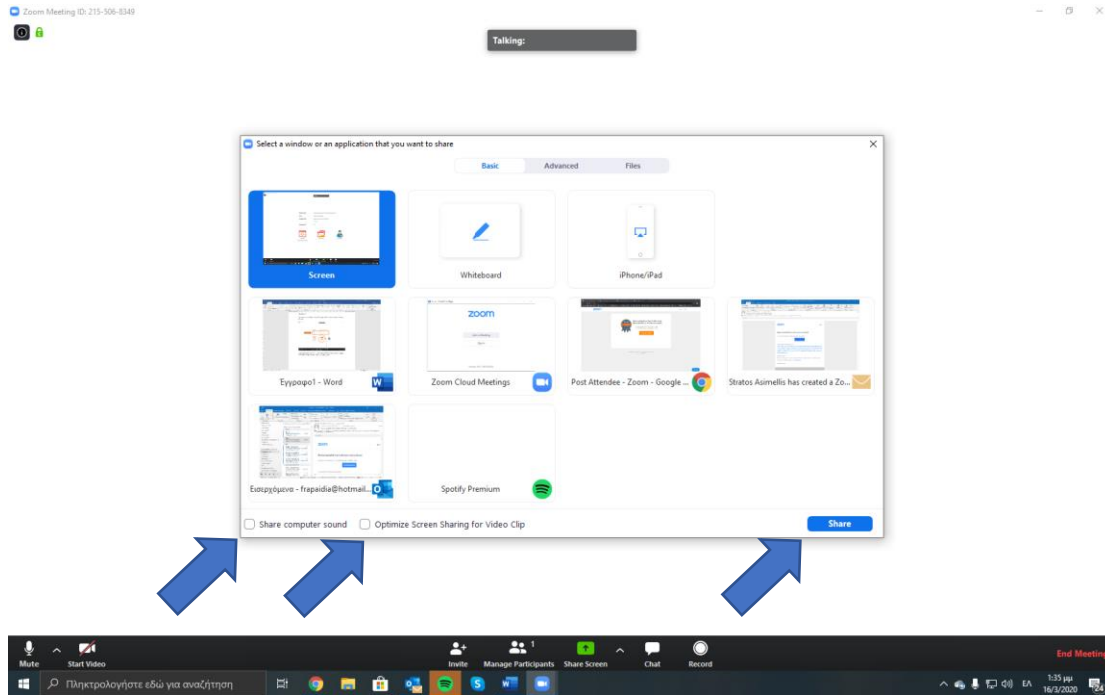 Zoom Meeting ID: 215-506-8349
Talking:
Select a window or an application that you want to share
Basic Advanced Files
Screen Whiteboard iPhone/iPad
zoom
Έγγραφο1 - Word Zoom Cloud Meetings Post Attendee - Zoom - Google ... Stratos Asimellis has created a Zo...
Εισερχόμενα - frapaidia@hotmail... Spotify Premium
Share computer sound Optimize Screen Sharing for Video Clip Share
Mute Start Video Invite Manage Participants 1 Share Screen Chat Record End Meeting
Πληκτρολογήστε εδώ για αναζήτηση ΕΛ 1:35 μμ
16/3/2020 24